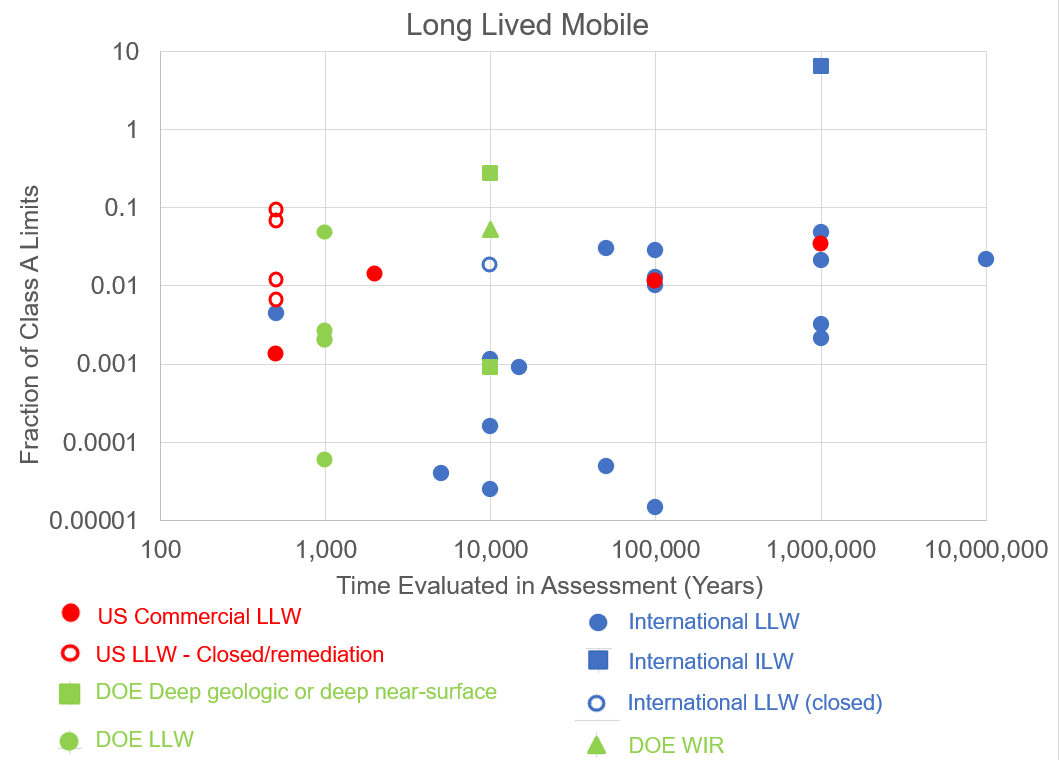 Long Lived Mobile
10
1
0.1
0.01
0.001
0.0001
0.00001
Fraction of Class A Limits
100 1,000 10,000 100,000 1,000,000 10,000,000
Time Evaluated in Assessment (Years)
US Commercial LLW
US LLW - Closed/remediation
DOE Deep geologic or deep near-surface
DOE LLW
International LLW
International ILW
International LLW (closed)
DOE WIR